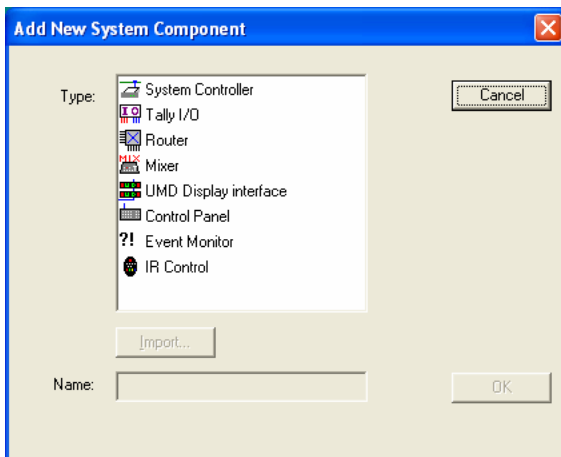 Add New System Component
Type:
System Controller
Tally I/O
Router
MIX
Mixer
UMD Display interface
Control Panel
?! Event Monitor
IR Control
Cancel
Import...
Name:
OK